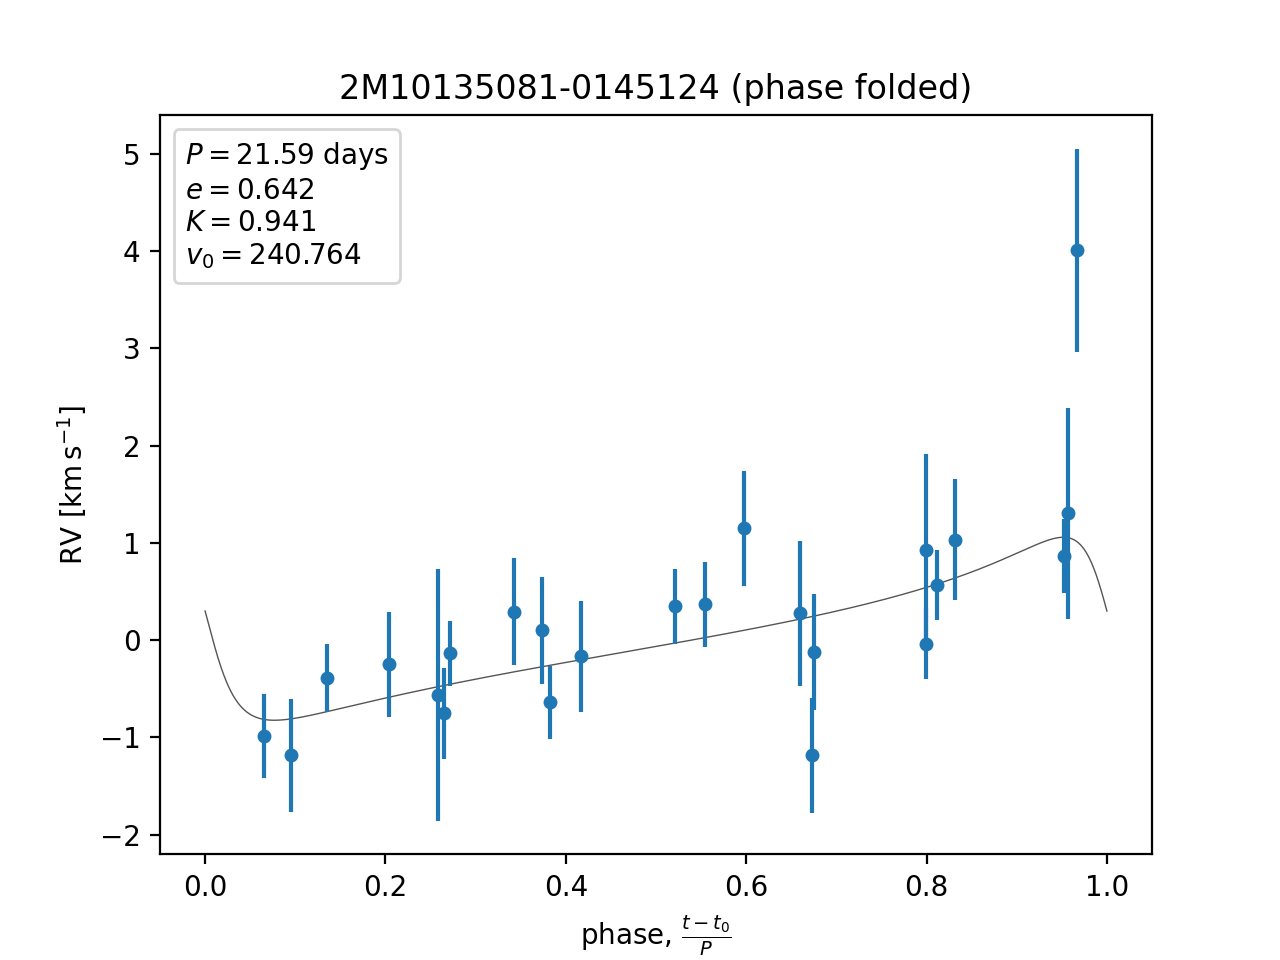 2M10135081-0145124 (phase folded)
P = 21.59 days
e = 0.642
K = 0.941
v₀ = 240.764
5
4
3
2
1
0
−1
−2
RV [km s⁻¹]
0.0 0.2 0.4 0.6 0.8 1.0
phase, (t − t₀)/P